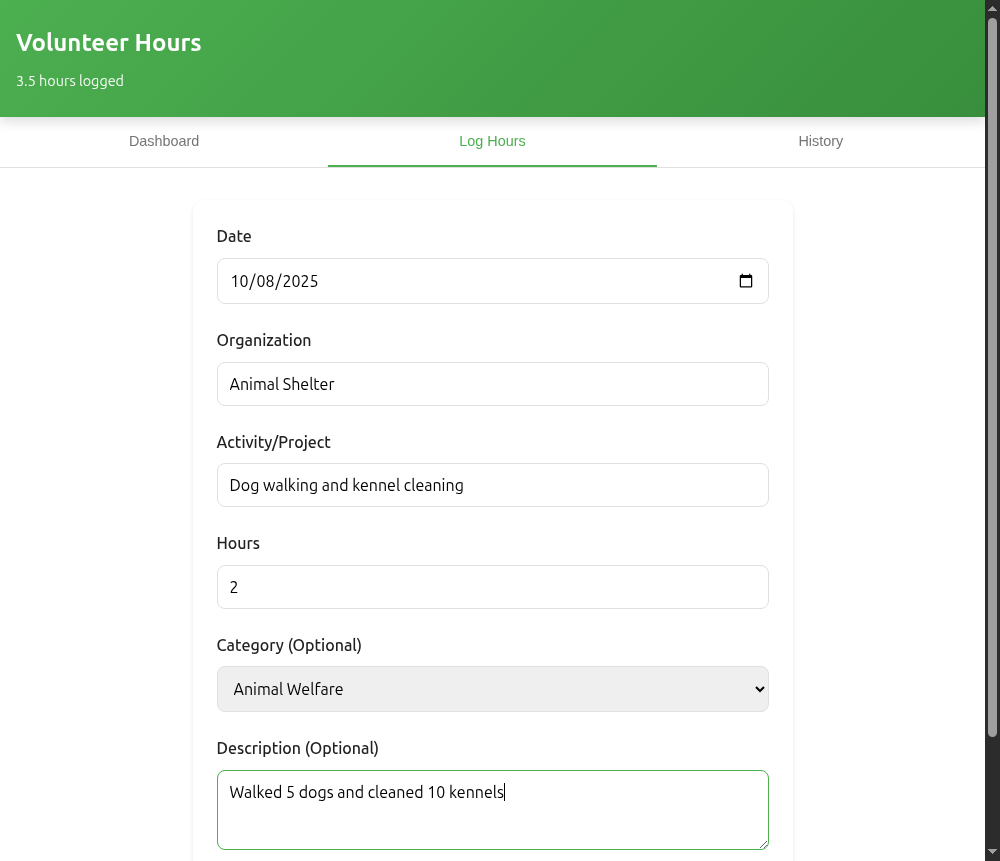 Volunteer Hours
3.5 hours logged
Dashboard
Log Hours
History
Date
10/08/2025
Organization
Animal Shelter
Activity/Project
Dog walking and kennel cleaning
Hours
2
Category (Optional)
Animal Welfare
Description (Optional)
Walked 5 dogs and cleaned 10 kennels